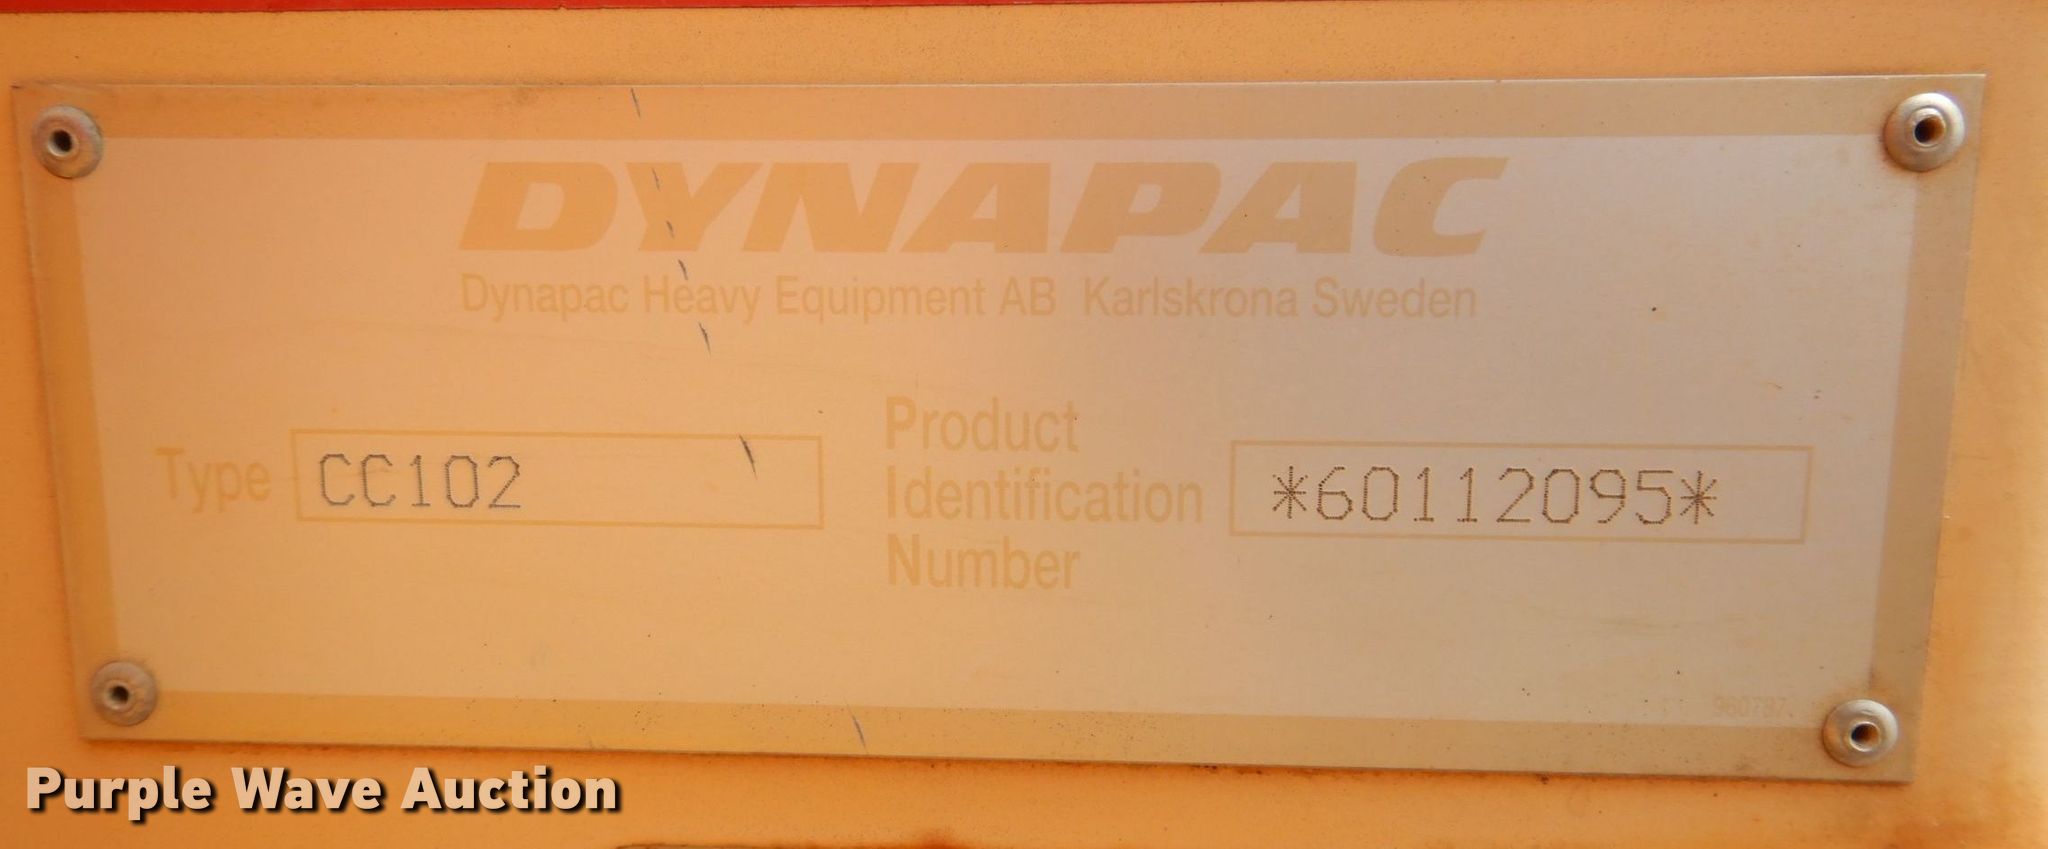 DYNAPAC
Dynapac Heavy Equipment AB Karlskrona Sweden
Type CC102
Product
Identification
Number
*60112095*
Purple Wave Auction